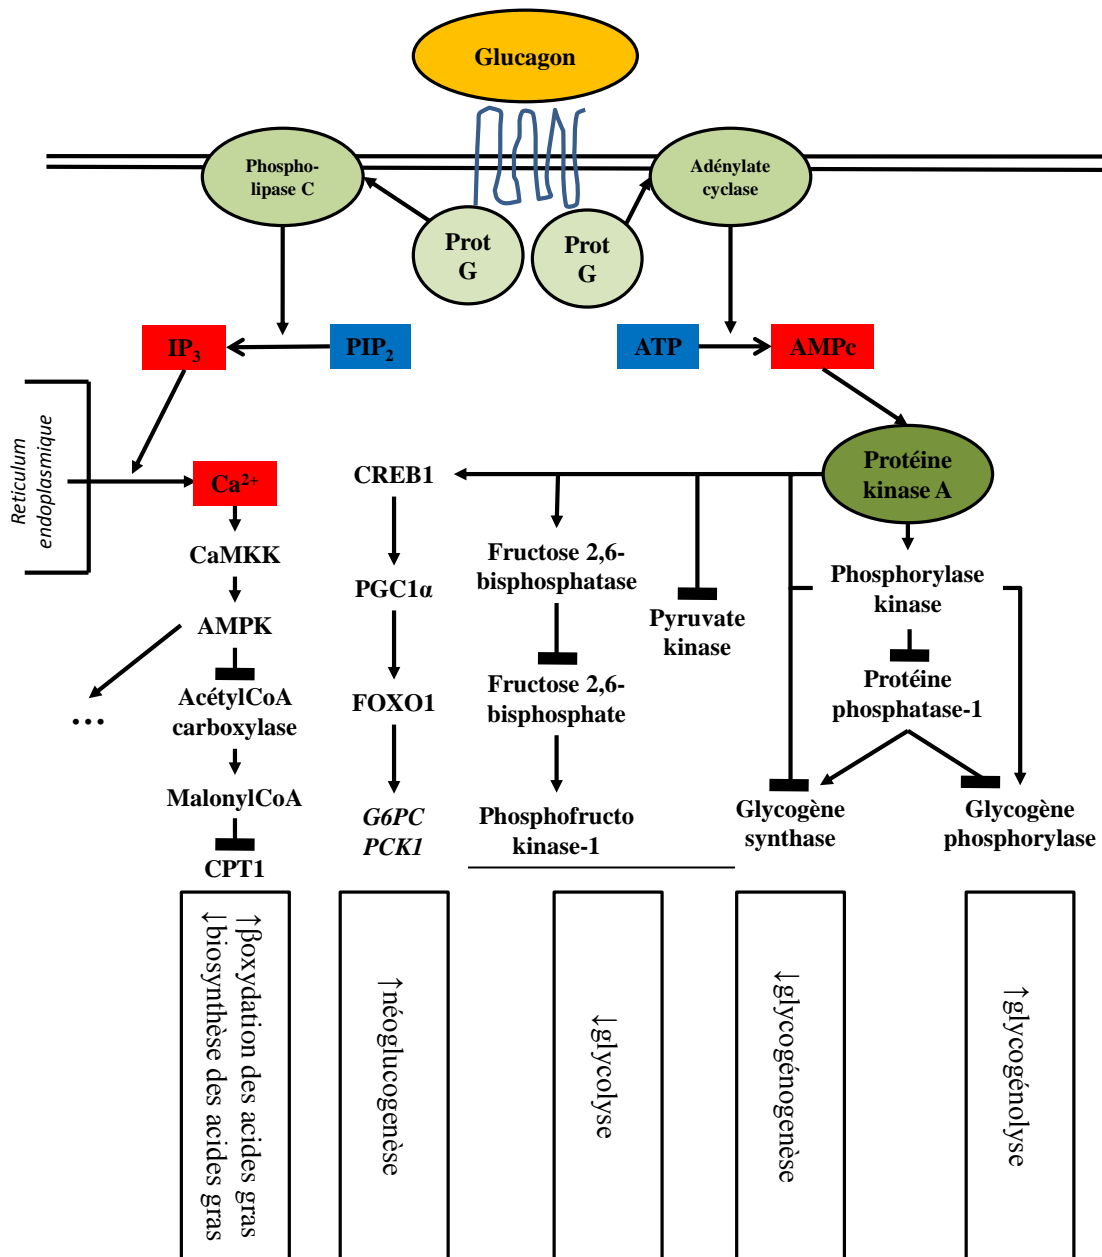 Glucagon
Phospho-
lipase C
Adénylate
cyclase
Prot
G
Prot
G
IP3
PIP2
ATP
AMPc
Reticulum
endoplasmique
Ca2+
CREB1
Protéine
kinase A
CaMKK
Fructose 2,6-
bisphosphatase
Phosphorylase
kinase
PGC1α
AMPK
Pyruvate
kinase
...
AcétylCoA
carboxylase
FOXO1
Fructose 2,6-
bisphosphate
Protéine
phosphatase-1
MalonylCoA
G6PC
PCK1
Phosphofructo
kinase-1
Glycogène
synthase
Glycogène
phosphorylase
CPT1
↑βoxydation des acides gras
↓biosynthèse des acides gras
↑néoglucogenèse
↓glycolyse
↓glycogénogenèse
↑glycogénolyse